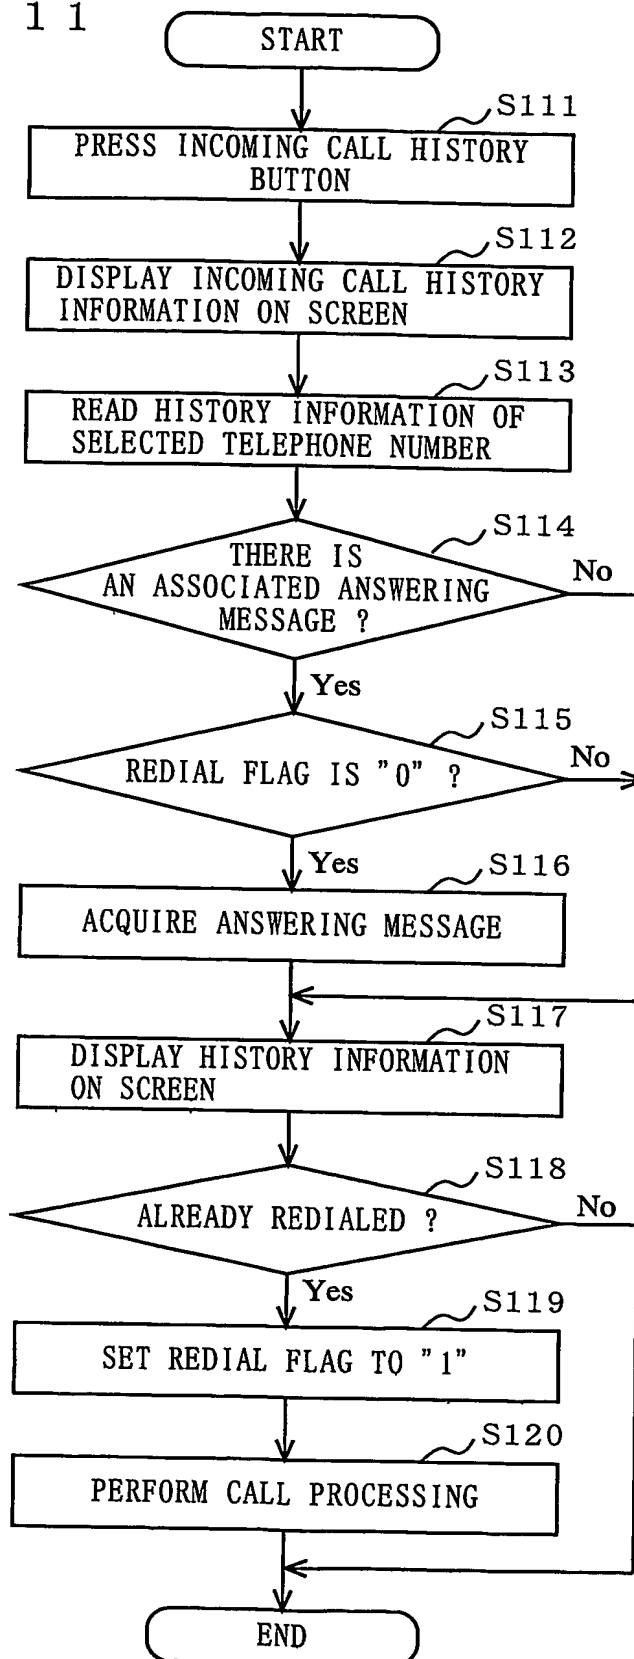 1 1
START
S111
PRESS INCOMING CALL HISTORY
BUTTON
S112
DISPLAY INCOMING CALL HISTORY
INFORMATION ON SCREEN
S113
READ HISTORY INFORMATION OF
SELECTED TELEPHONE NUMBER
S114
THERE IS
AN ASSOCIATED ANSWERING
MESSAGE ?
No
Yes
S115
REDIAL FLAG IS "0" ?
No
Yes
S116
ACQUIRE ANSWERING MESSAGE
S117
DISPLAY HISTORY INFORMATION
ON SCREEN
S118
ALREADY REDIALED ?
No
Yes
S119
SET REDIAL FLAG TO "1"
S120
PERFORM CALL PROCESSING
END